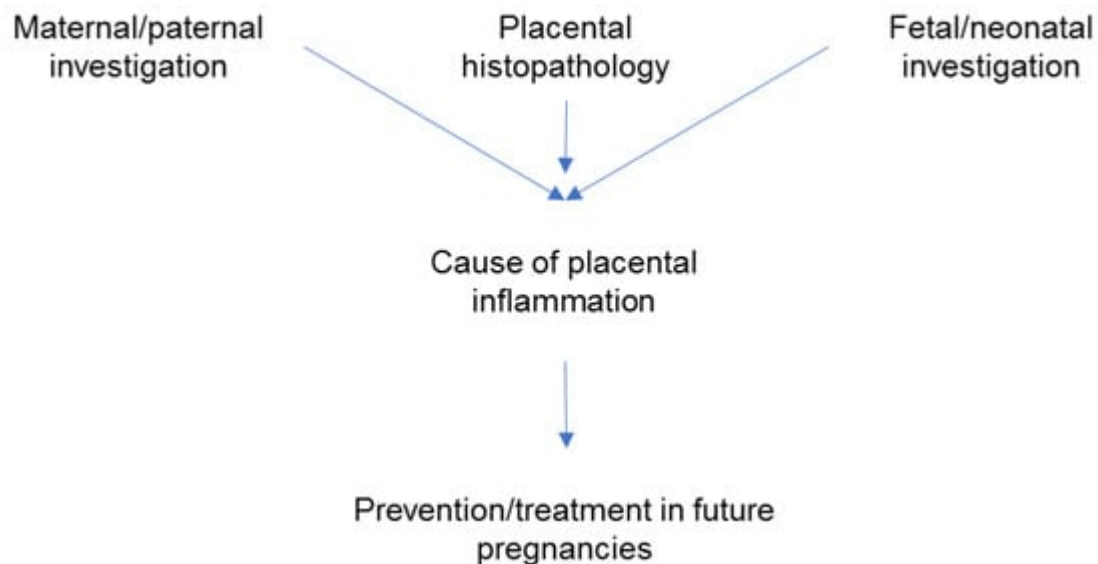 Maternal/paternal
investigation
Placental
histopathology
Fetal/neonatal
investigation
Cause of placental
inflammation
Prevention/treatment in future
pregnancies